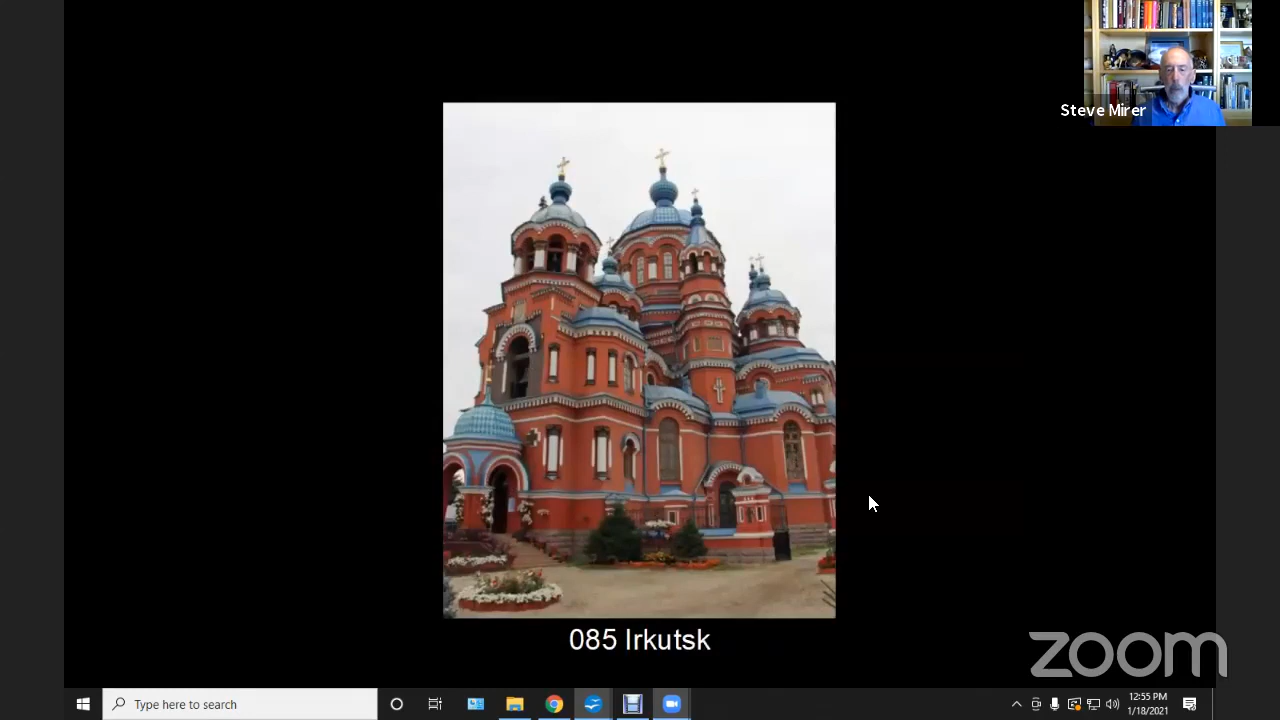 Steve Mirer
085 Irkutsk
zoom
Type here to search
12:55 PM
1/18/2021